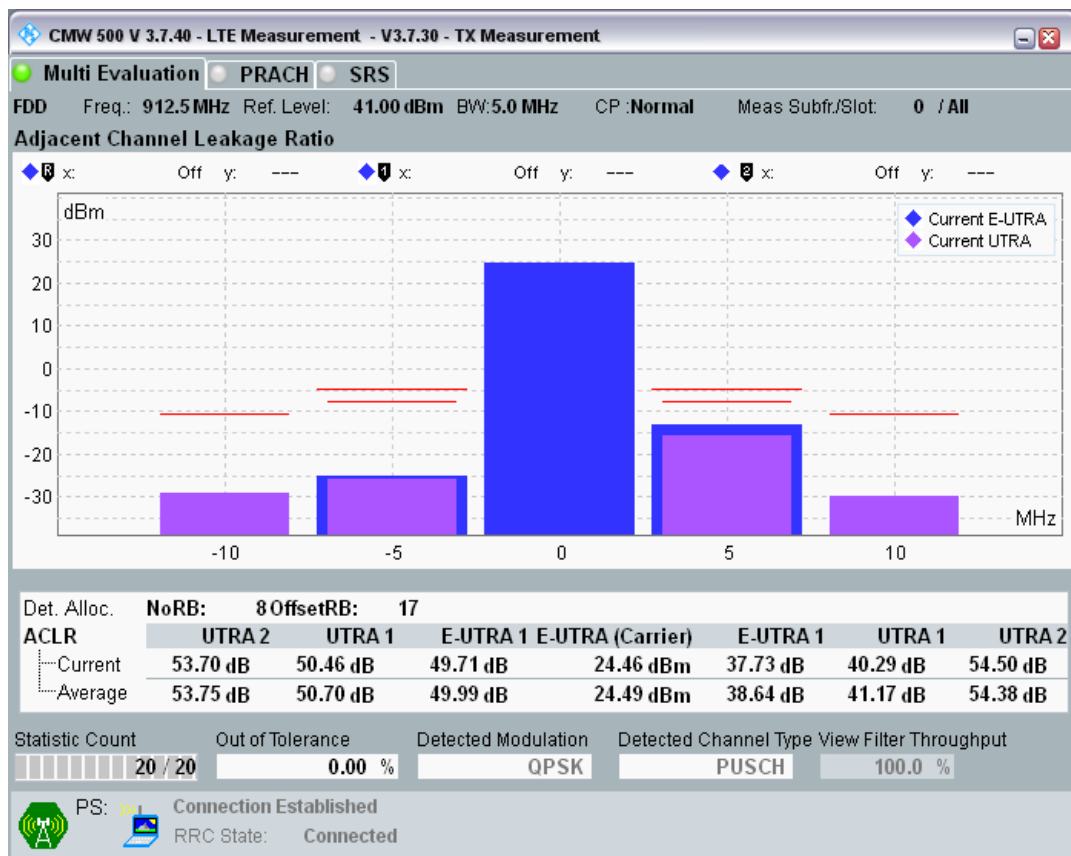 CMW 500 V 3.7.40 - LTE Measurement - V3.7.30 - TX Measurement
Multi Evaluation PRACH SRS
FDD Freq.: 912.5 MHz Ref. Level: 41.00 dBm BW:5.0 MHz CP :Normal Meas Subfr./Slot: 0 / All
Adjacent Channel Leakage Ratio
R x: Off y: --- 1 x: Off y: --- 2 x: Off y: ---
dBm
Current E-UTRA
Current UTRA
30
20
10
0
-10
-20
-30
MHz
-10 -5 0 5 10
Det. Alloc. NoRB: 8 OffsetRB: 17
ACLR UTRA 2 UTRA 1 E-UTRA 1 E-UTRA (Carrier) E-UTRA 1 UTRA 1 UTRA 2
Current 53.70 dB 50.46 dB 49.71 dB 24.46 dBm 37.73 dB 40.29 dB 54.50 dB
Average 53.75 dB 50.70 dB 49.99 dB 24.49 dBm 38.64 dB 41.17 dB 54.38 dB
Statistic Count Out of Tolerance Detected Modulation Detected Channel Type View Filter Throughput
20 / 20 0.00 % QPSK PUSCH 100.0 %
PS: Connection Established
RRC State: Connected